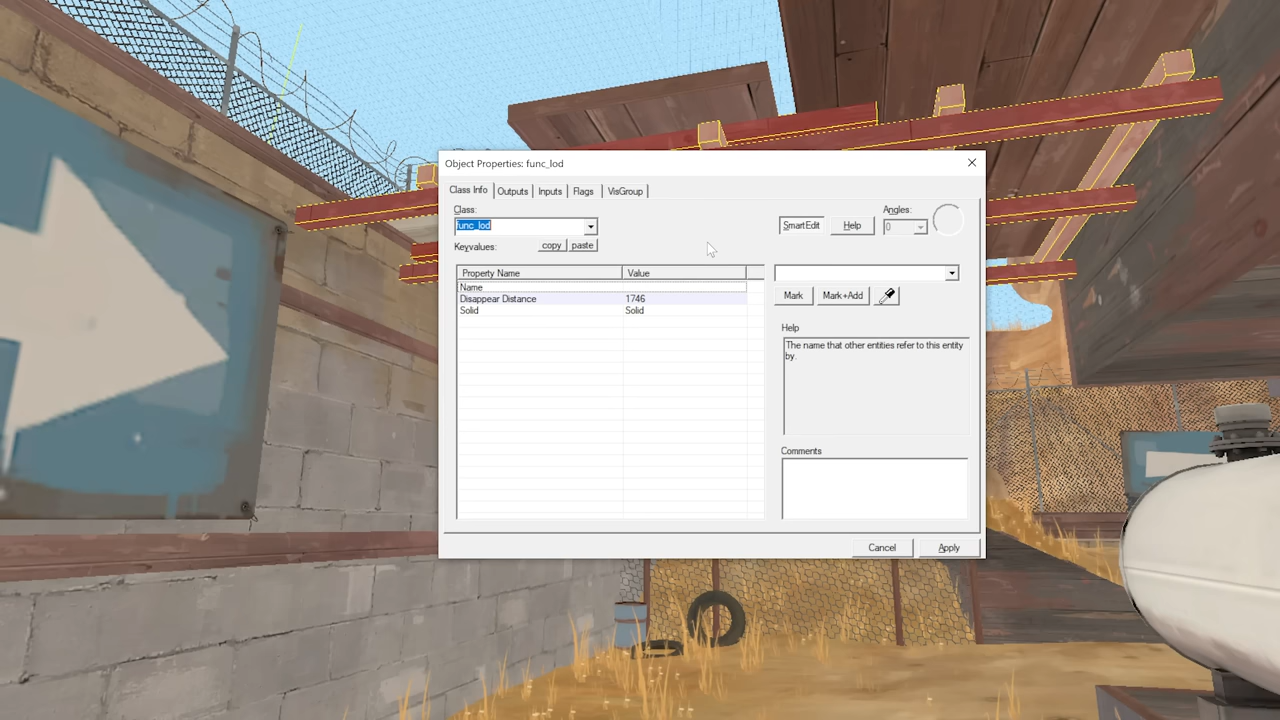 Object Properties: func_lod
Class Info Outputs Inputs Flags VisGroup
Class:
func_lod
SmartEdit
Help
Angles:
0
Keyvalues:
copy paste
Property Name Value
Name
Disappear Distance 1746
Solid Solid
Mark Mark+Add
Help
The name that other entities refer to this entity
by.
Comments
Cancel Apply